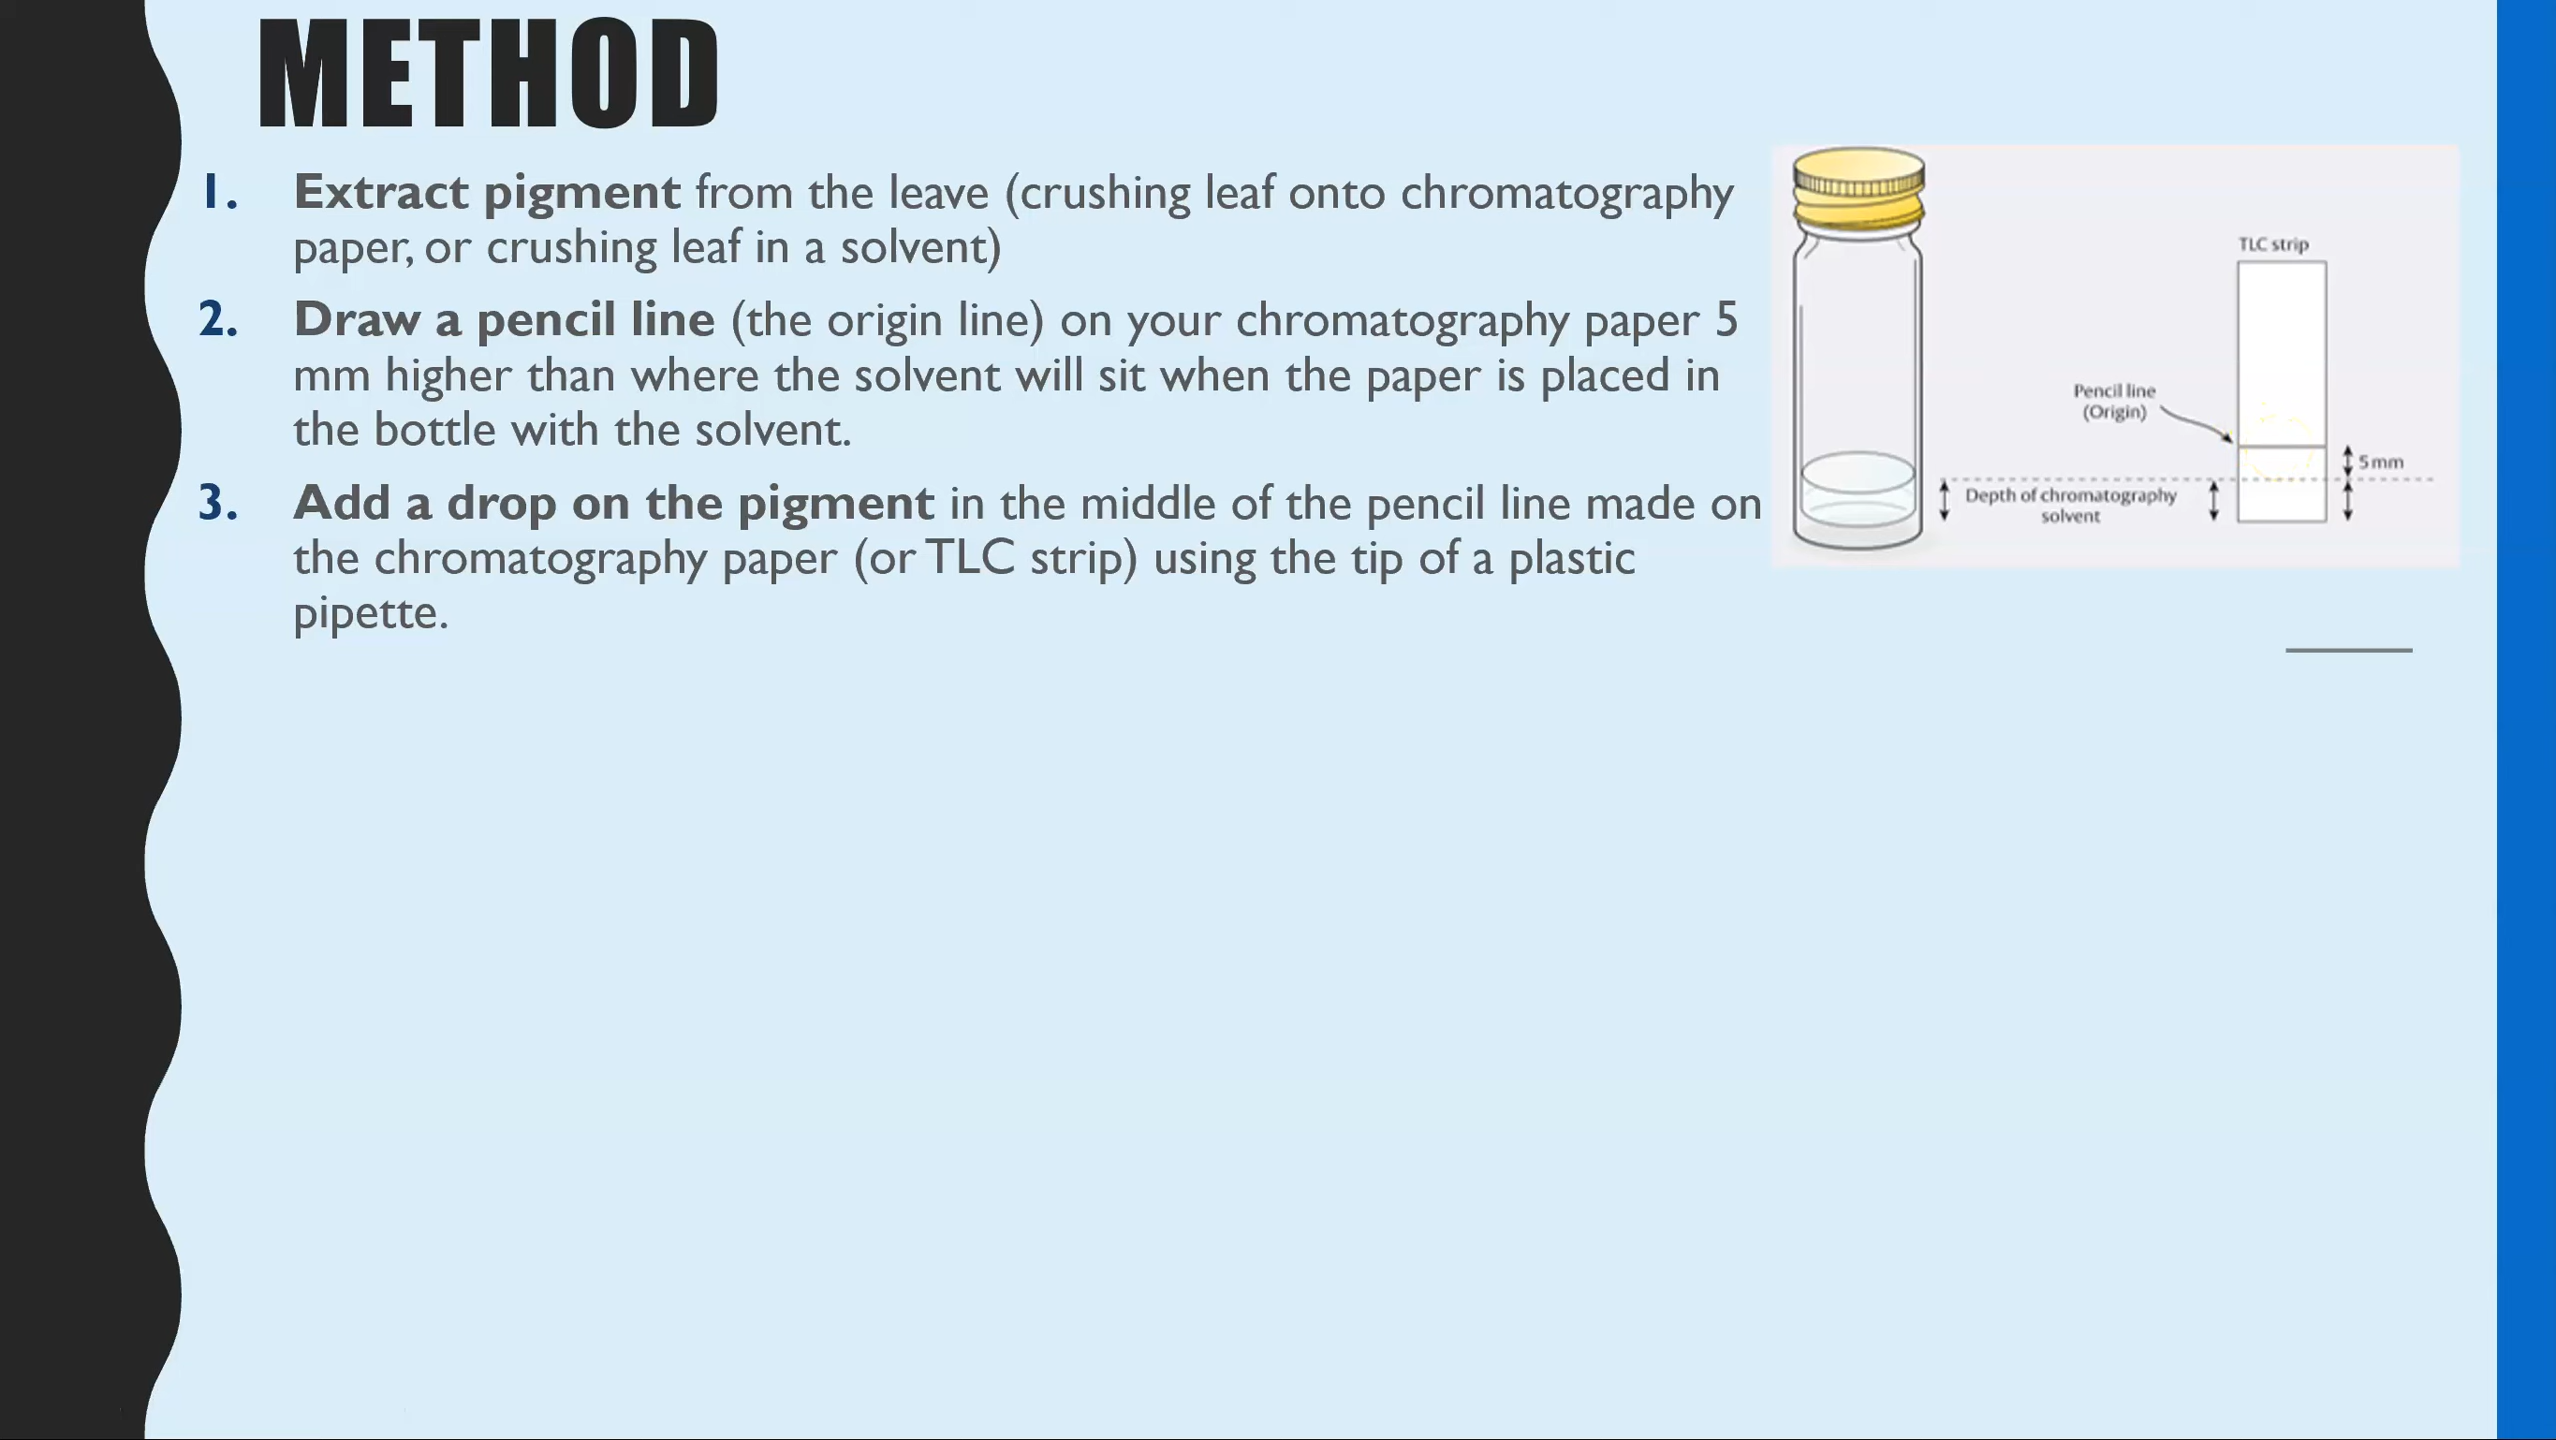 METHOD
1. Extract pigment from the leave (crushing leaf onto chromatography
paper, or crushing leaf in a solvent)
2. Draw a pencil line (the origin line) on your chromatography paper 5
mm higher than where the solvent will sit when the paper is placed in
the bottle with the solvent.
3. Add a drop on the pigment in the middle of the pencil line made on
the chromatography paper (or TLC strip) using the tip of a plastic
pipette.
TLC strip
Pencil line
(Origin)
5mm
Depth of chromatography
solvent